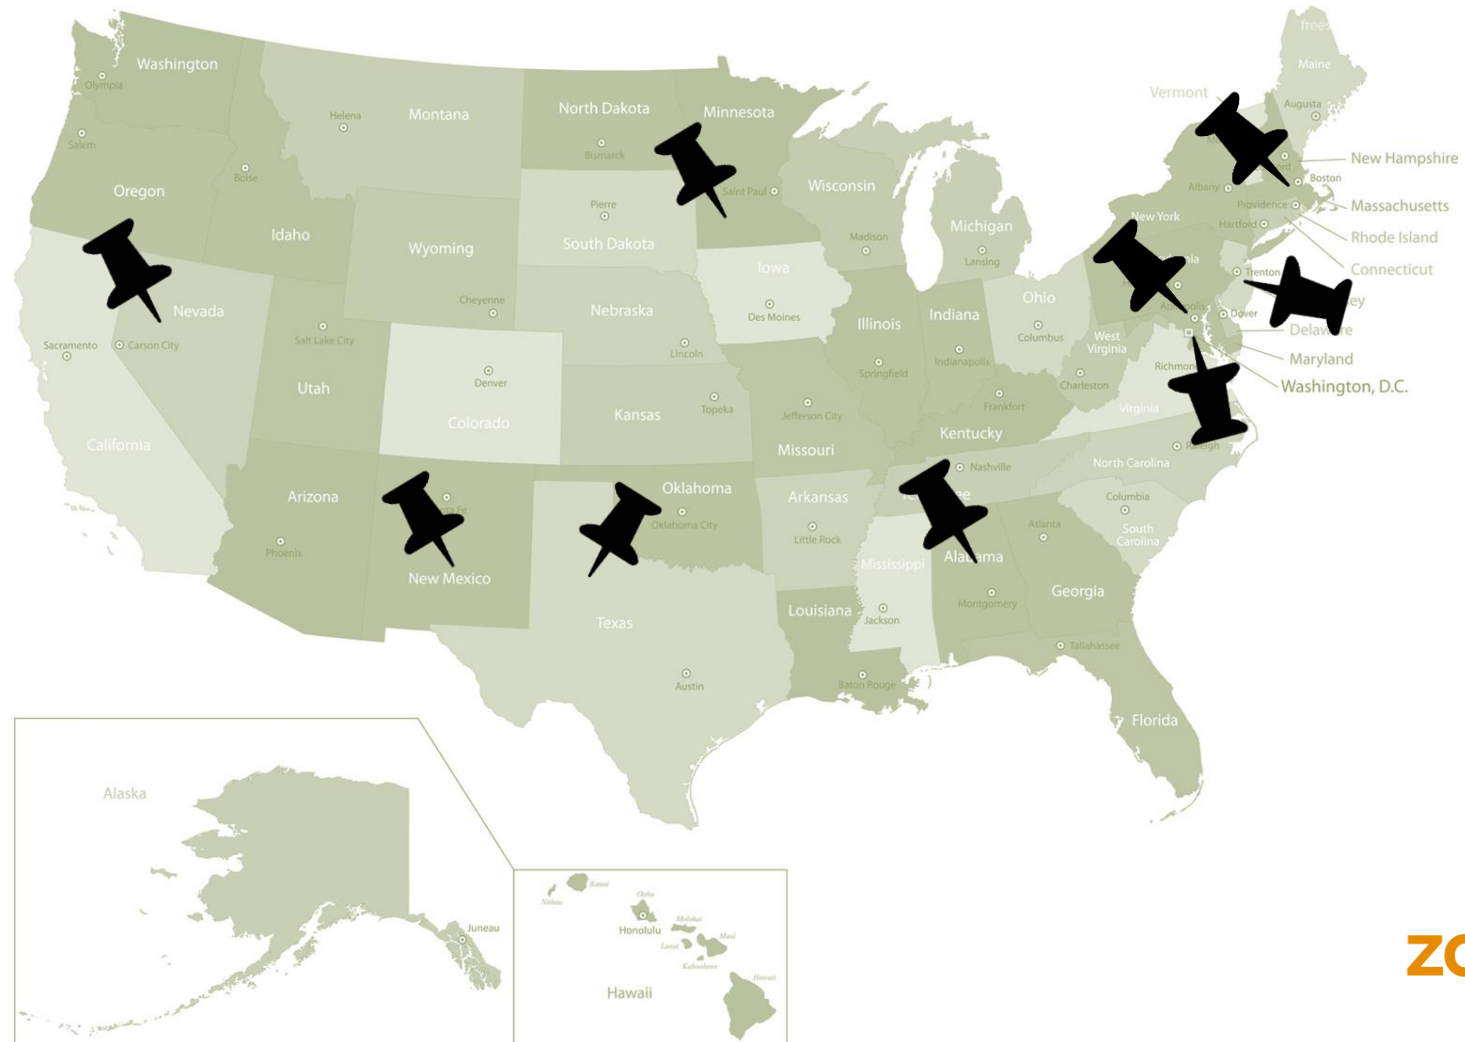 frees
Washington
Olympia
Salem
Oregon
Montana
Helena
Boise
Idaho
Wyoming
Cheyenne
North Dakota
Bismarck
Pierre
South Dakota
Minnesota
Saint Paul
Wisconsin
Madison
Michigan
Lansing
Iowa
Des Moines
Nebraska
Lincoln
Nevada
Carson City
Sacramento
California
Salt Lake City
Utah
Denver
Colorado
Kansas
Topeka
Jefferson City
Missouri
Illinois
Springfield
Indiana
Indianapolis
Ohio
Columbus
West
Virginia
Charleston
Kentucky
Frankfort
Vermont
Maine
Augusta
New Hampshire
Boston
Massachusetts
Albany
New York
Providence
Hartford
Rhode Island
Connecticut
Trenton
ey
Dover
Maryland
Washington, D.C.
Virginia
North Carolina
Nashville
Columbia
South
Carolina
Arizona
Phoenix
New Mexico
Oklahoma
Oklahoma City
Texas
Austin
Arkansas
Little Rock
Louisiana
Baton Rouge
Mississippi
Jackson
Montgomery
Atlanta
Georgia
Tallahassee
Florida
Alaska
Juneau
Niihau
Kauai
Oahu
Honolulu
Molokai
Lanai
Maui
Kahoolawe
Hawaii
Hawaii
zo